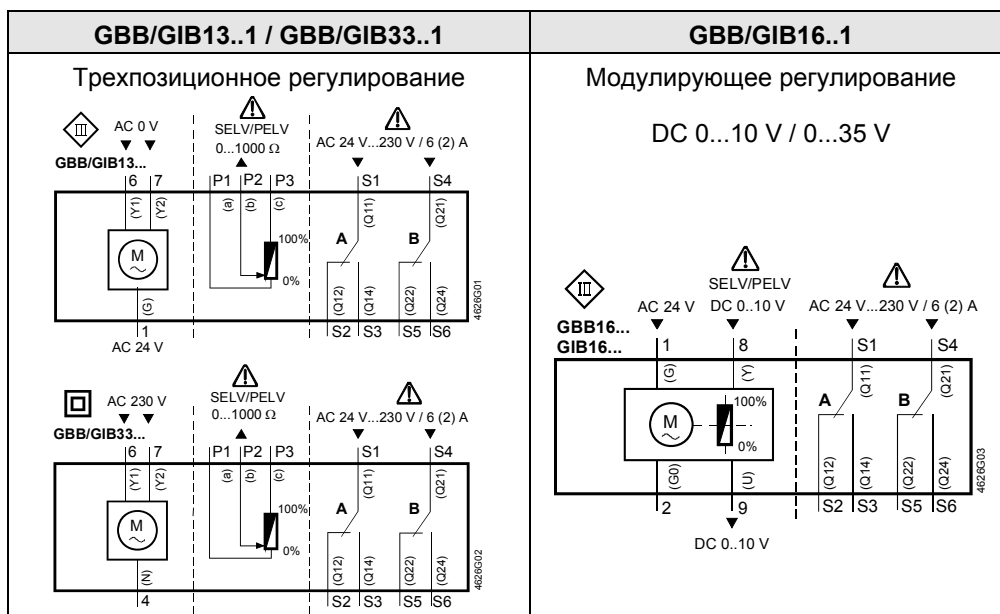 GBB/GIB13..1 / GBB/GIB33..1
Трехпозиционное регулирование
III
AC 0 V
SELV/PELV
0...1000 Ω
AC 24 V...230 V / 6 (2) A
GBB/GIB13...
6 7 P1 P2 P3 S1 S4
(Y1) (Y2) (a) (b) (c) (Q11) (Q21)
M
100%
0%
A
B
(G) (Q12) (Q14) (Q22) (Q24)
1 S2 S3 S5 S6
AC 24 V
4626G01
AC 230 V
SELV/PELV
0...1000 Ω
AC 24 V...230 V / 6 (2) A
GBB/GIB33...
6 7 P1 P2 P3 S1 S4
(Y1) (Y2) (a) (b) (c) (Q11) (Q21)
M
100%
0%
A
B
(N) (Q12) (Q14) (Q22) (Q24)
4 S2 S3 S5 S6
4626G02
GBB/GIB16..1
Модулирующее регулирование
DC 0...10 V / 0...35 V
III
SELV/PELV
AC 24 V DC 0..10 V AC 24 V...230 V / 6 (2) A
GBB16...
GIB16...
1 8 S1 S4
(G) (Y) (Q11) (Q21)
M
100%
0%
A
B
(G0) (U) (Q12) (Q14) (Q22) (Q24)
2 9 S2 S3 S5 S6
DC 0..10 V
4626G03